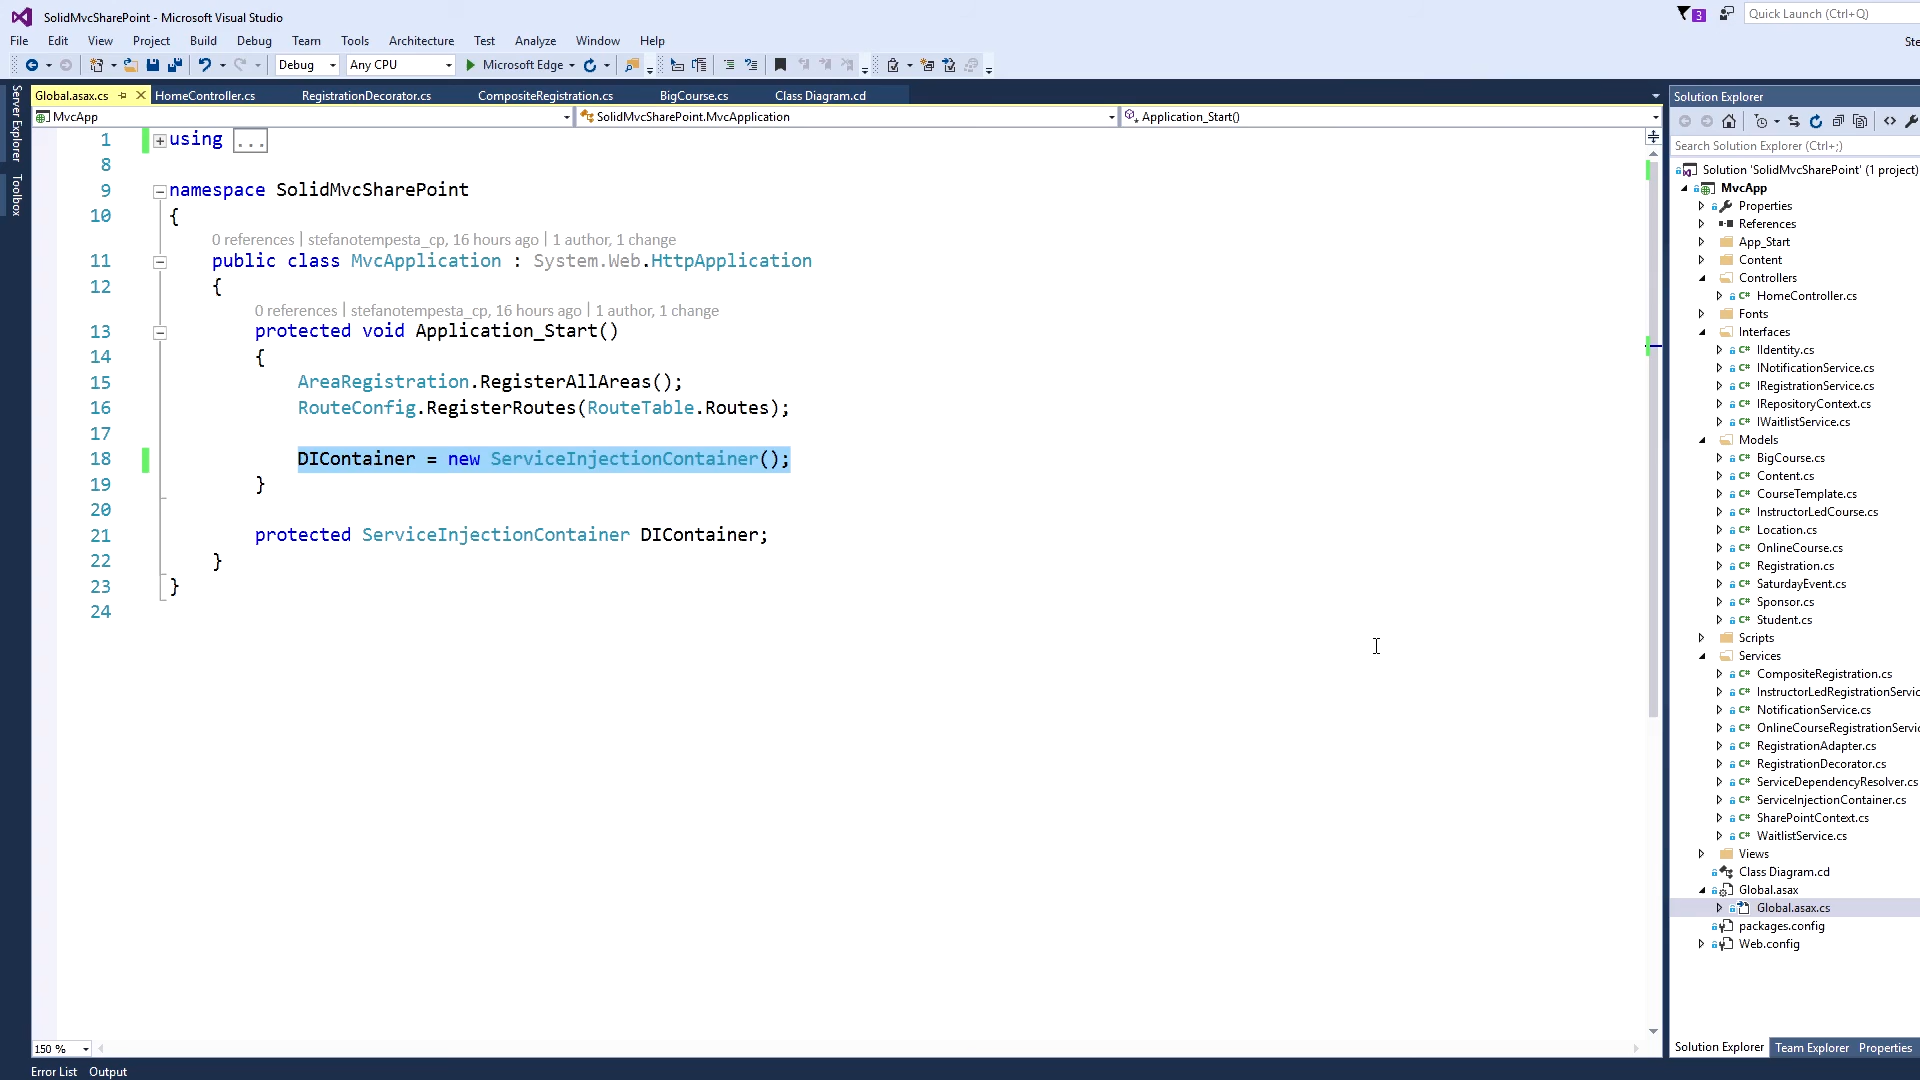 SolidMvcSharePoint - Microsoft Visual Studio
3
Quick Launch (Ctrl+Q)
File Edit View Project Build Debug Team Tools Architecture Test Analyze Window Help
Ste
Debug Any CPU Microsoft Edge
Server Explorer
Toolbox
Global.asax.cs HomeController.cs RegistrationDecorator.cs CompositeRegistration.cs BigCourse.cs Class Diagram.cd
MvcApp SolidMvcSharePoint.MvcApplication Application_Start()
1 using ...
8
9 namespace SolidMvcSharePoint
10 {
0 references | stefanotempesta_cp, 16 hours ago | 1 author, 1 change
11 public class MvcApplication : System.Web.HttpApplication
12 {
0 references | stefanotempesta_cp, 16 hours ago | 1 author, 1 change
13 protected void Application_Start()
14 {
15 AreaRegistration.RegisterAllAreas();
16 RouteConfig.RegisterRoutes(RouteTable.Routes);
17
18 DIContainer = new ServiceInjectionContainer();
19 }
20
21 protected ServiceInjectionContainer DIContainer;
22 }
23 }
24
150 %
Error List Output
Solution Explorer
Search Solution Explorer (Ctrl+;)
Solution 'SolidMvcSharePoint' (1 project)
MvcApp
Properties
References
App_Start
Content
Controllers
C# HomeController.cs
Fonts
Interfaces
C# IIdentity.cs
C# INotificationService.cs
C# IRegistrationService.cs
C# IRepositoryContext.cs
C# IWaitlistService.cs
Models
C# BigCourse.cs
C# Content.cs
C# CourseTemplate.cs
C# InstructorLedCourse.cs
C# Location.cs
C# OnlineCourse.cs
C# Registration.cs
C# SaturdayEvent.cs
C# Sponsor.cs
C# Student.cs
Scripts
Services
C# CompositeRegistration.cs
C# InstructorLedRegistrationServic
C# NotificationService.cs
C# OnlineCourseRegistrationServic
C# RegistrationAdapter.cs
C# RegistrationDecorator.cs
C# ServiceDependencyResolver.cs
C# ServiceInjectionContainer.cs
C# SharePointContext.cs
C# WaitlistService.cs
Views
Class Diagram.cd
Global.asax
Global.asax.cs
packages.config
Web.config
Solution Explorer Team Explorer Properties